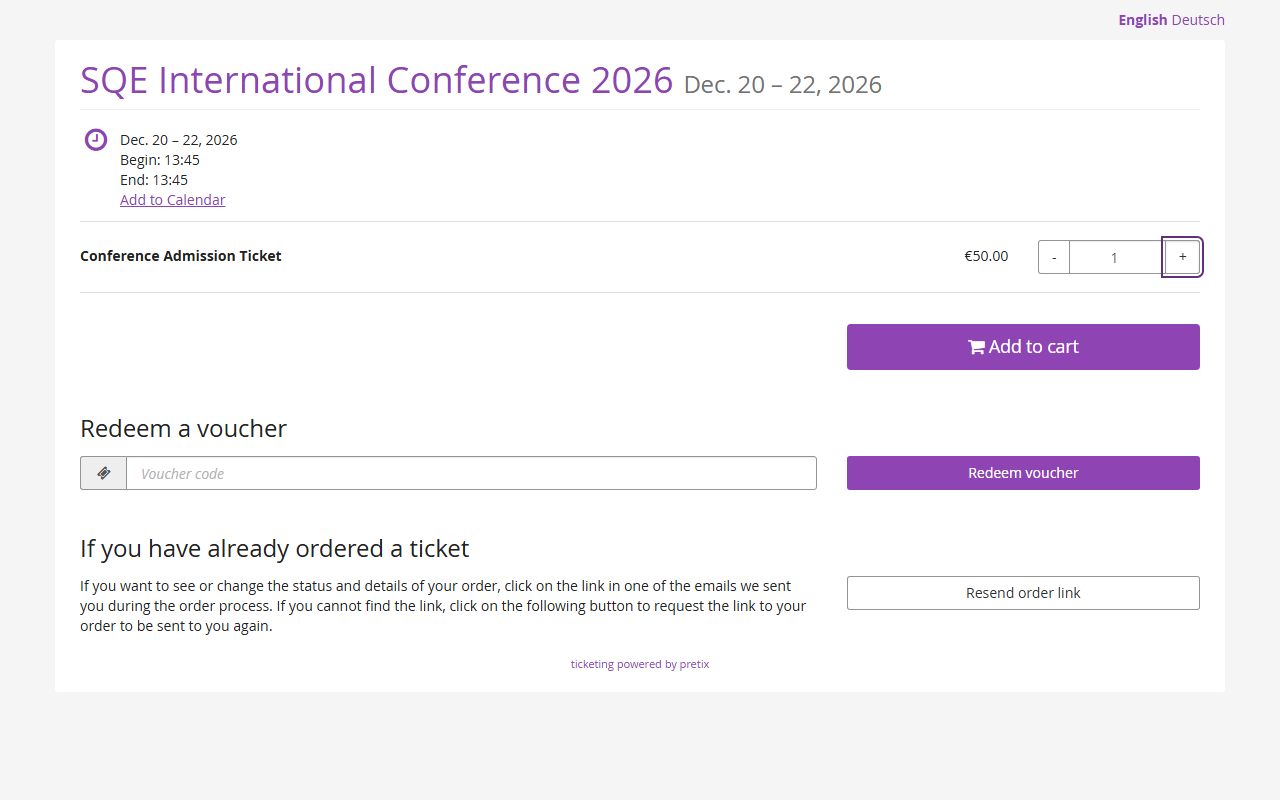 English Deutsch
SQE International Conference 2026 Dec. 20 – 22, 2026
Dec. 20 – 22, 2026
Begin: 13:45
End: 13:45
Add to Calendar
Conference Admission Ticket €50.00 - 1 +
Add to cart
Redeem a voucher
Voucher code Redeem voucher
If you have already ordered a ticket
If you want to see or change the status and details of your order, click on the link in one of the emails we sent
you during the order process. If you cannot find the link, click on the following button to request the link to your
order to be sent to you again.
Resend order link
ticketing powered by pretix